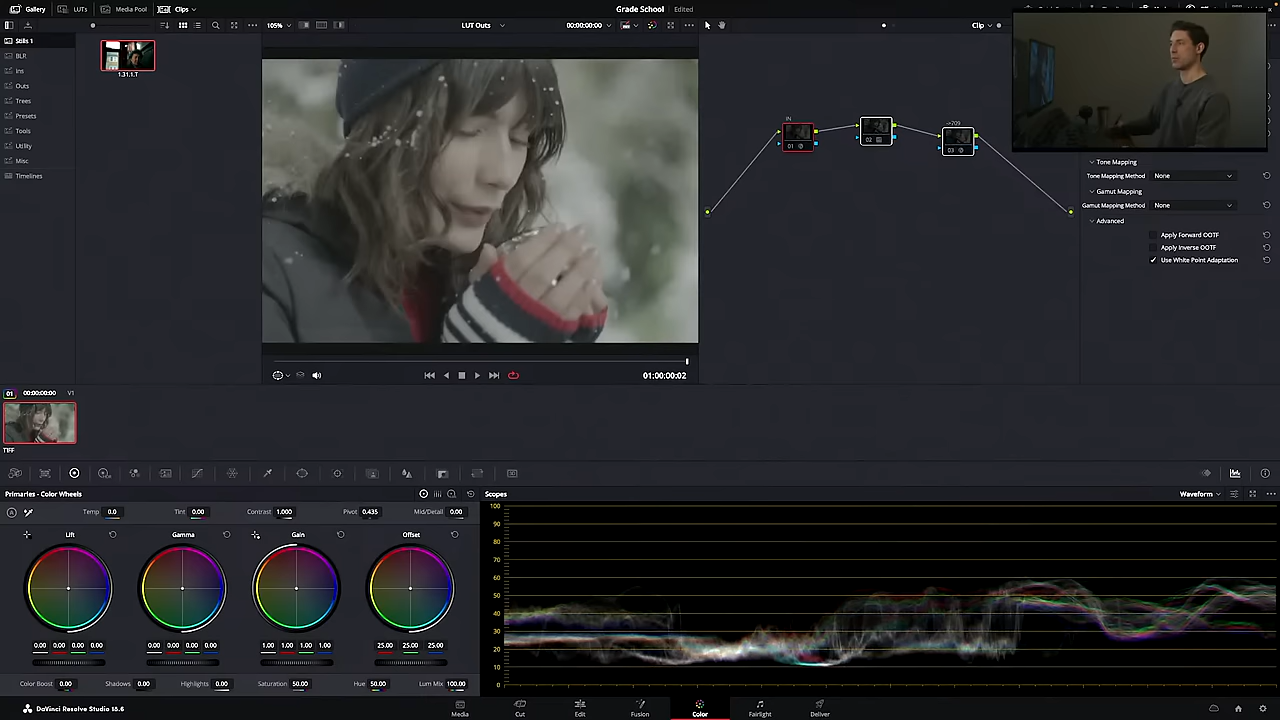 Gallery LUTs Media Pool Clips Grade School Edited
105% LUT Outs 00:00:00:00 Clip
Stills 1
BLR
Ins
Outs
Trees
Presets
Tools
Utility
Misc
Timelines
1.31.1.T
IN
01
02
->709
03
Tone Mapping
Tone Mapping Method None
Gamut Mapping
Gamut Mapping Method None
Advanced
Apply Forward OOTF
Apply Inverse OOTF
Use White Point Adaptation
01:00:00:02
01 00:00:00:00 V1
TIFF
Primaries - Color Wheels
Temp 0.0 Tint 0.00 Contrast 1.000 Pivot 0.435 Mid/Detail 0.00
Lift Gamma Gain Offset
0.00 0.00 0.00 0.00 0.00 0.00 0.00 0.00 1.00 1.00 1.00 1.00 25.00 25.00 25.00
Color Boost 0.00 Shadows 0.00 Highlights 0.00 Saturation 50.00 Hue 50.00 Lum Mix 100.00
Scopes Waveform
100
90
80
70
60
50
40
30
20
10
0
DaVinci Resolve Studio 18.6
Media Cut Edit Fusion Color Fairlight Deliver